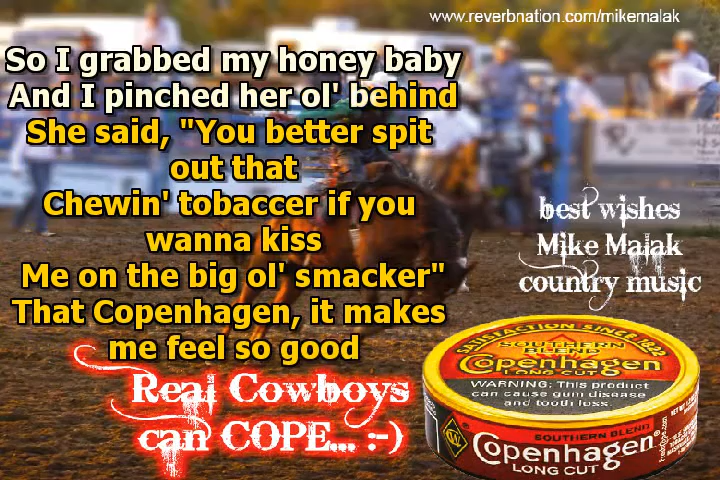 www.reverbnation.com/mikemalak
So I grabbed my honey baby
And I pinched her ol' behind
She said, "You better spit
out that
Chewin' tobaccer if you
wanna kiss
Me on the big ol' smacker"
That Copenhagen, it makes
me feel so good
best wishes
Mike Malak
country music
Real Cowboys
can COPE... :-)
SATISFACTION SINCE 1822
SOUTHERN
BLEND
Copenhagen
LONG CUT
WARNING: This product
can cause gum disease
and tooth loss.
SOUTHERN BLEND
Copenhagen®
LONG CUT